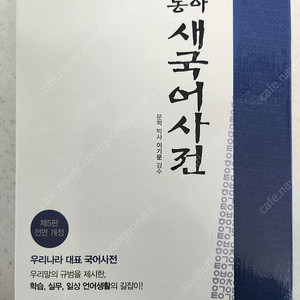 동아
새국어사전
문학 박사 이기문 감수
제5판
전면 개정
우리나라 대표 국어사전
우리말의 규범을 제시한,
학습, 실무, 일상 언어생활의 길잡이!